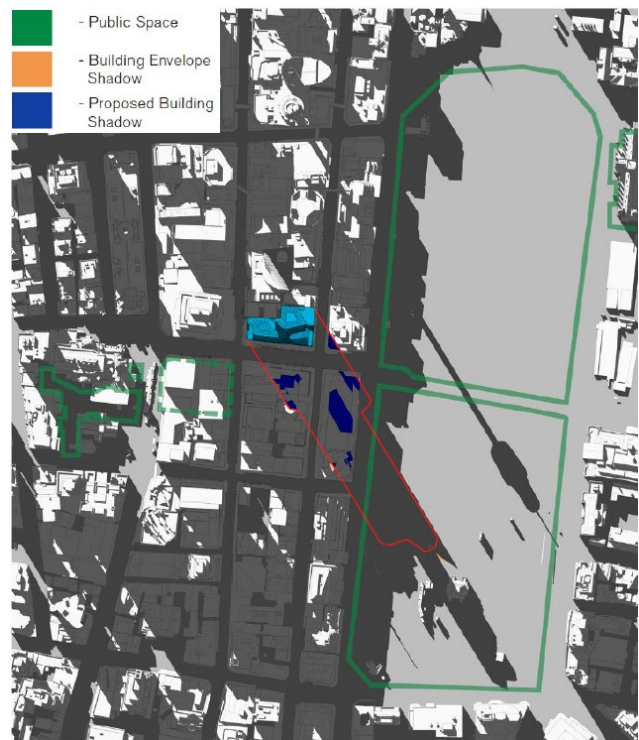 - Public Space
- Building Envelope
Shadow
- Proposed Building
Shadow